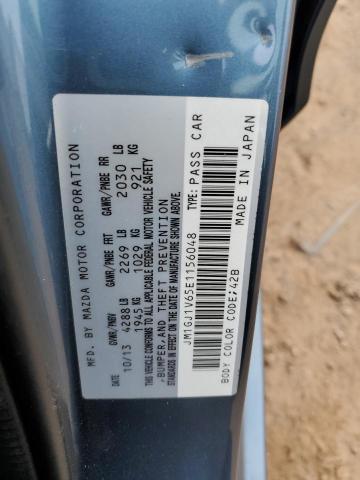 MFD. BY MAZDA MOTOR CORPORATION
GVWR/PNBV GAWR/PNBE FRT GAWR/PNBE RR
10/13 4288 LB 2269 LB 2030 LB
1945 KG 1029 KG 921 KG
THIS VEHICLE CONFORMS TO ALL APPLICABLE FEDERAL MOTOR VEHICLE SAFETY
,BUMPER,AND THEFT PREVENTION
STANDARDS IN EFFECT ON THE DATE OF MANUFACTURE SHOWN ABOVE.
JM1GJ1V65E1156048 TYPE: PASS CAR
BODY COLOR CODE;42B MADE IN JAPAN